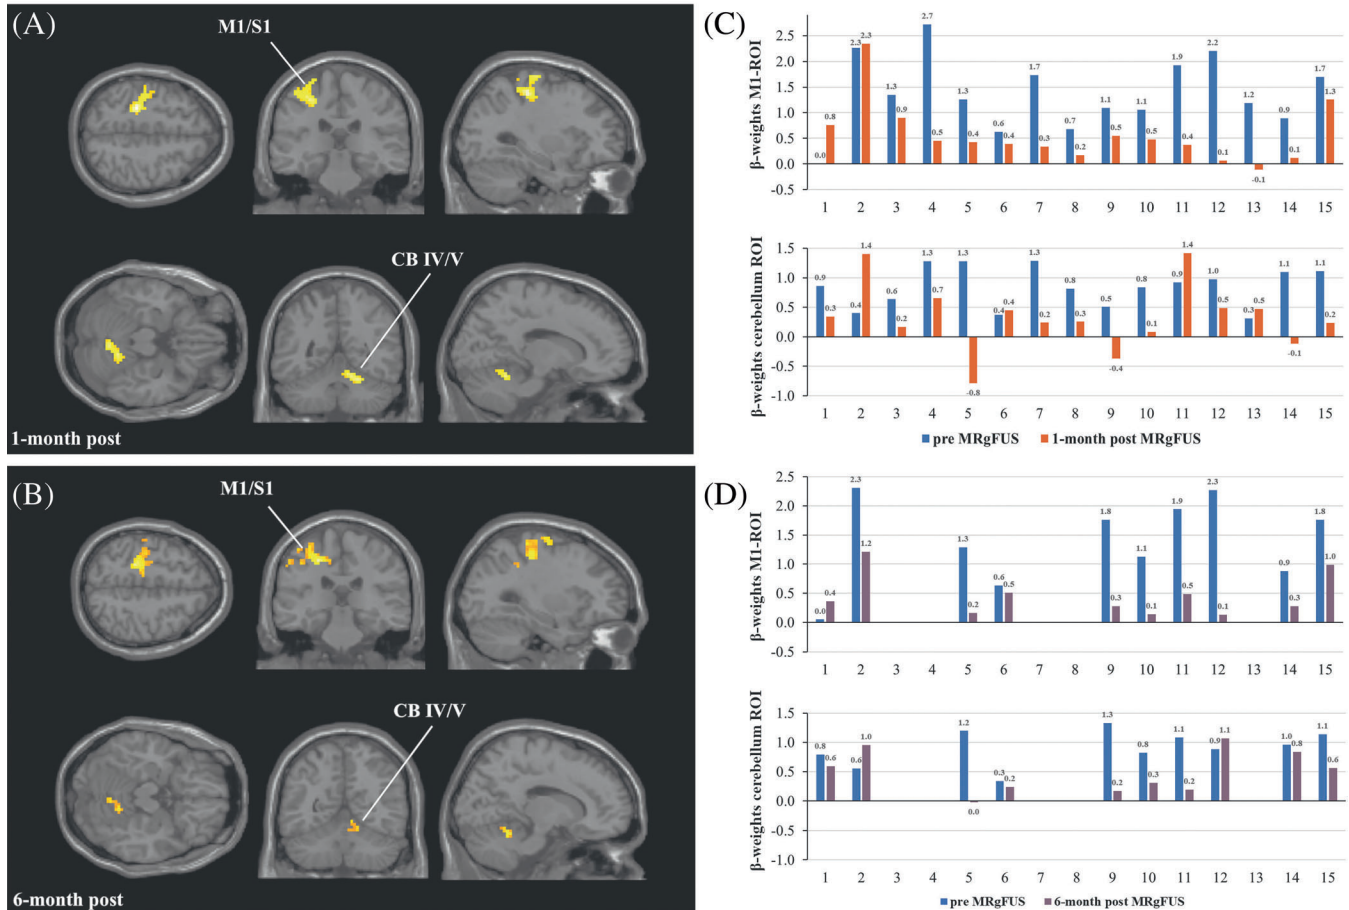 (A)
M1/S1
CB IV/V
1-month post
(B)
M1/S1
CB IV/V
6-month post
(C)
β-weights M1-ROI
2.5
2.0
1.5
1.0
0.5
0.0
-0.5
0.0 0.8 2.3 2.3 1.3 0.9 2.7 0.5 1.3 0.4 0.6 0.4 1.7 0.3 0.7 0.2 1.1 0.5 1.1 0.5 1.9 0.4 2.2 0.1 1.2 -0.1 0.9 0.1 1.7 1.3
1 2 3 4 5 6 7 8 9 10 11 12 13 14 15
β-weights cerebellum ROI
1.5
1.0
0.5
0.0
-0.5
-1.0
0.9 0.3 0.4 1.4 0.6 0.2 1.3 0.7 1.3 -0.8 0.4 0.4 1.3 0.2 0.8 0.3 0.5 -0.4 0.8 0.1 0.9 1.4 1.0 0.5 0.3 0.5 1.1 -0.1 1.1 0.2
1 2 3 4 5 6 7 8 9 10 11 12 13 14 15
pre MRgFUS 1-month post MRgFUS
(D)
β-weights M1-ROI
2.5
2.0
1.5
1.0
0.5
0.0
-0.5
0.0 0.4 2.3 1.2 1.3 0.2 0.6 0.5 1.8 0.3 1.1 0.1 1.9 0.5 2.3 0.1 0.9 0.3 1.8 1.0
1 2 3 4 5 6 7 8 9 10 11 12 13 14 15
β-weights cerebellum ROI
1.5
1.0
0.5
0.0
-0.5
-1.0
0.8 0.6 0.6 1.0 1.2 0.0 0.3 0.2 1.3 0.2 0.8 0.3 1.1 0.2 0.9 1.1 1.0 0.8 1.1 0.6
1 2 3 4 5 6 7 8 9 10 11 12 13 14 15
pre MRgFUS 6-month post MRgFUS